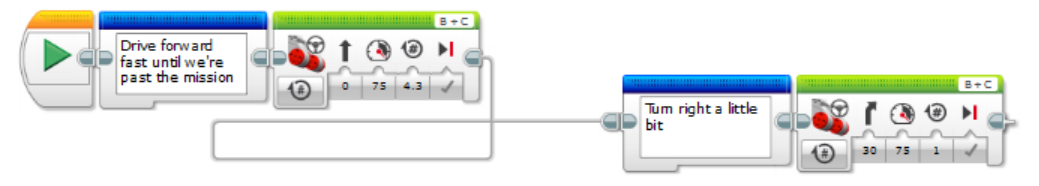 B + C
Drive forward
fast until we're
past the mission
#
#
0 75 4.3
B + C
Turn right a little
bit
#
#
30 75 1